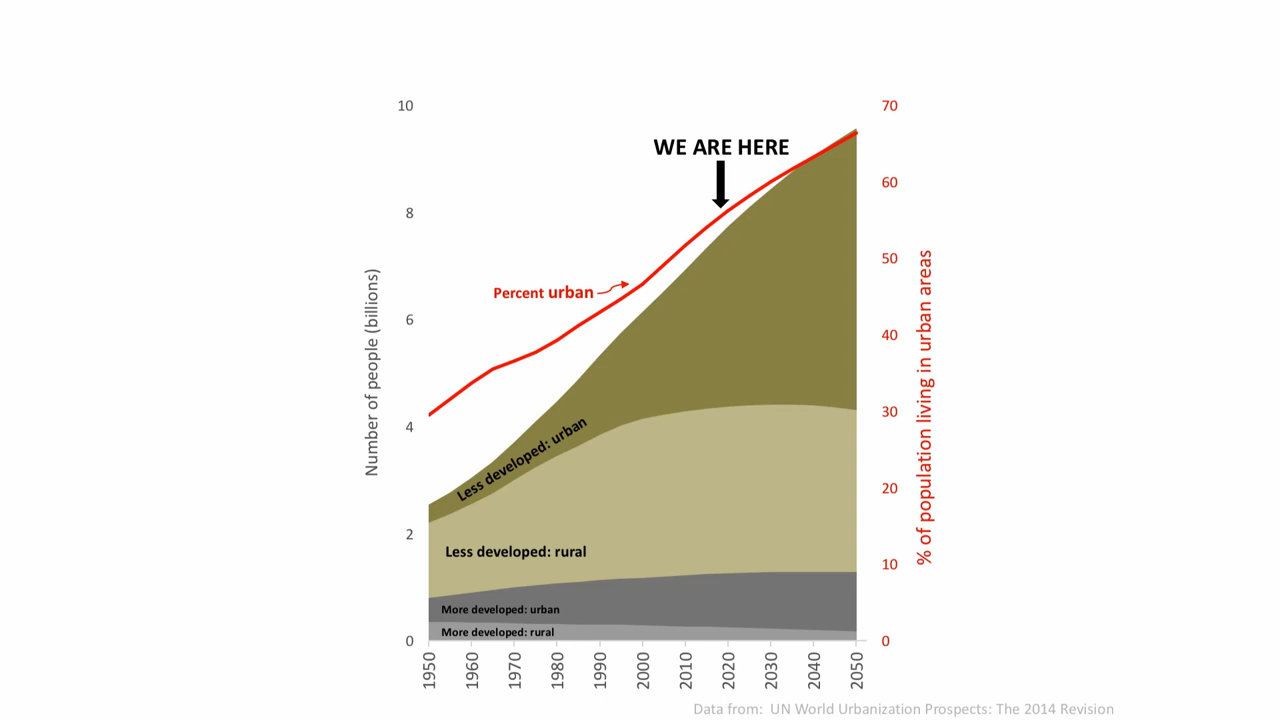 10
8
6
4
2
0
Number of people (billions)
WE ARE HERE
Percent urban
Less developed: urban
Less developed: rural
More developed: urban
More developed: rural
70
60
50
40
30
20
10
0
% of population living in urban areas
1950
1960
1970
1980
1990
2000
2010
2020
2030
2040
2050
Data from: UN World Urbanization Prospects: The 2014 Revision